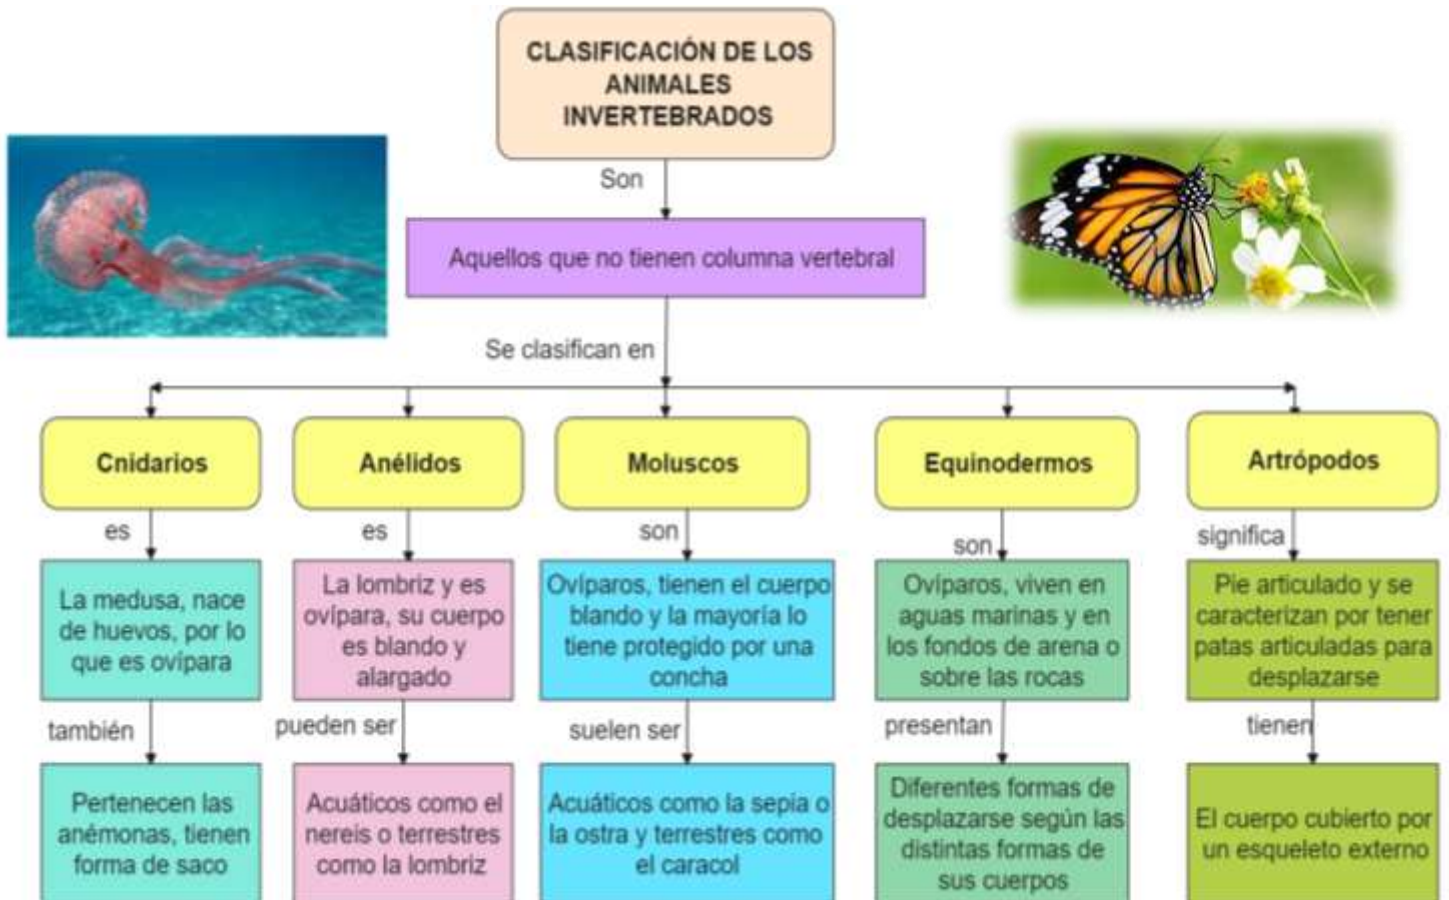 CLASIFICACIÓN DE LOS
ANIMALES
INVERTEBRADOS
Son
Aquellos que no tienen columna vertebral
Se clasifican en
Cnidarios
Anélidos
Moluscos
Equinodermos
Artrópodos
es
es
son
son
significa
La medusa, nace
de huevos, por lo
que es ovípara
La lombriz y es
ovípara, su cuerpo
es blando y
alargado
Ovíparos, tienen el cuerpo
blando y la mayoría lo
tiene protegido por una
concha
Ovíparos, viven en
aguas marinas y en
los fondos de arena o
sobre las rocas
Pie articulado y se
caracterizan por tener
patas articuladas para
desplazarse
también
pueden ser
suelen ser
presentan
tienen
Pertenecen las
anémonas, tienen
forma de saco
Acuáticos como el
nereis o terrestres
como la lombriz
Acuáticos como la sepia o
la ostra y terrestres como
el caracol
Diferentes formas de
desplazarse según las
distintas formas de
sus cuerpos
El cuerpo cubierto por
un esqueleto externo